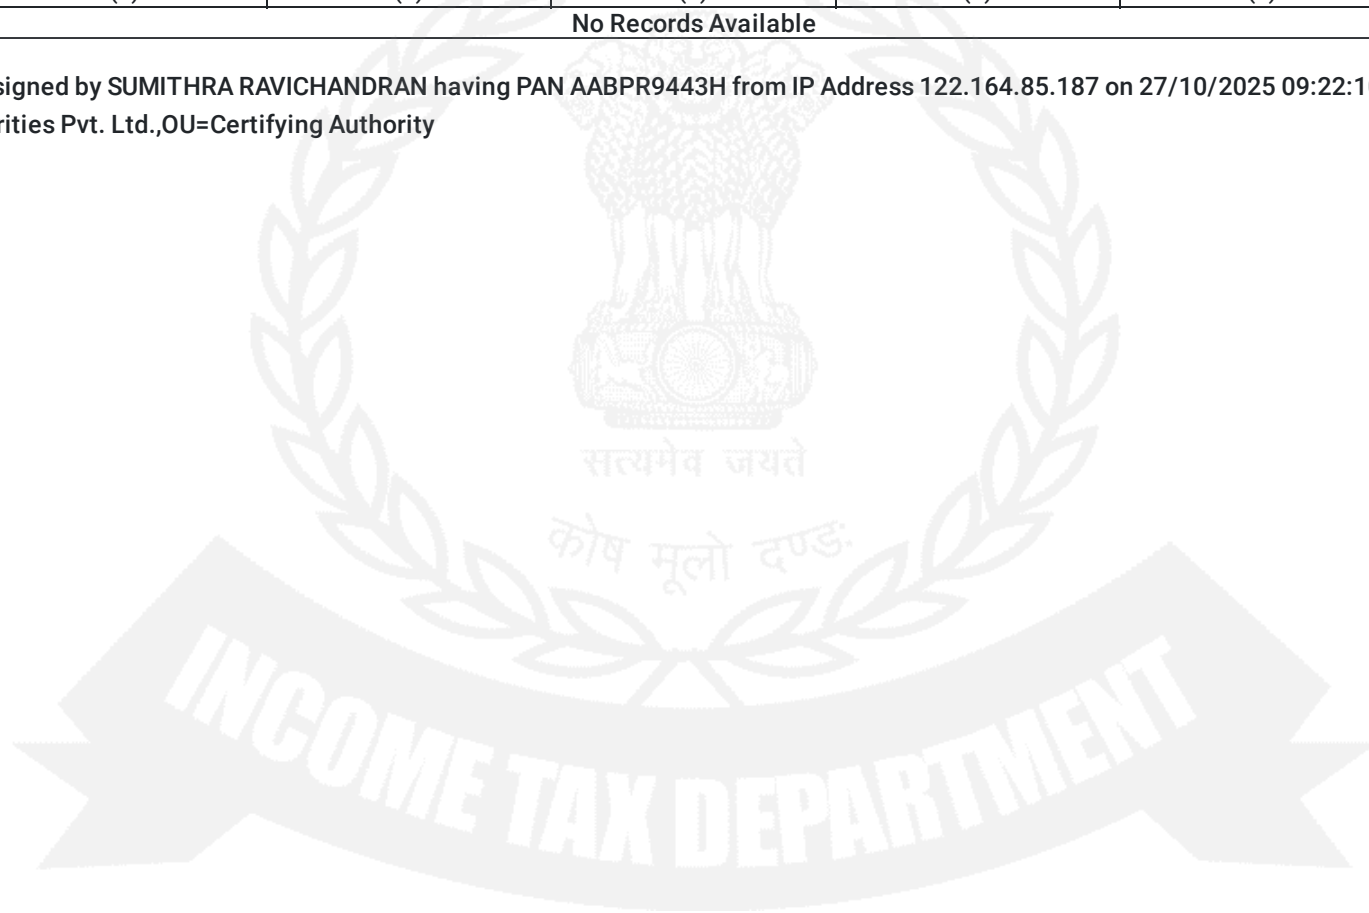 No Records Available
signed by SUMITHRA RAVICHANDRAN having PAN AABPR9443H from IP Address 122.164.85.187 on 27/10/2025 09:22:1
rities Pvt. Ltd.,OU=Certifying Authority
सत्यमेव जयते
कोष मूलो दण्डः
INCOME TAX DEPARTMENT